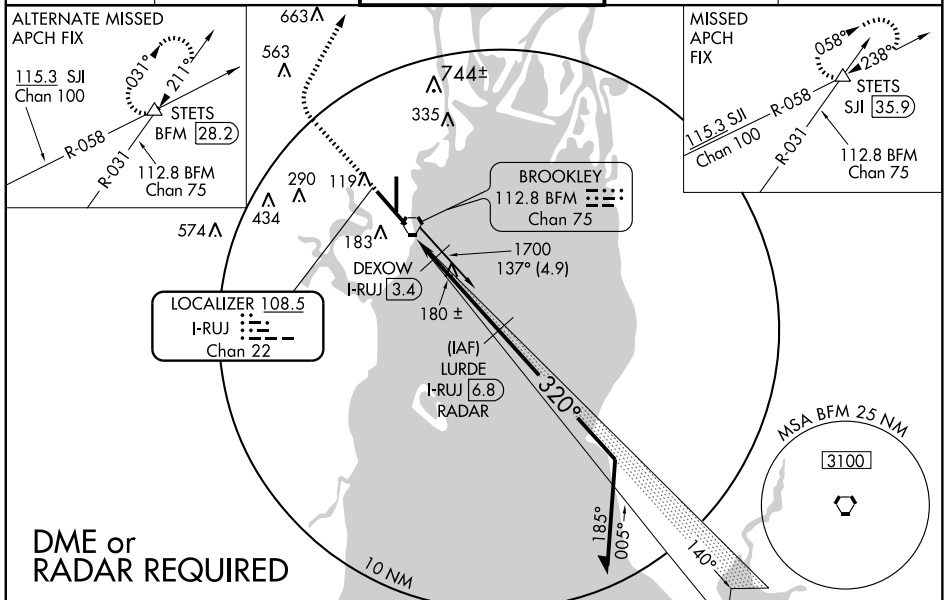 ALTERNATE MISSED
APCH FIX
115.3 SJI
Chan 100
031°
211°
STETS
BFM 28.2
R-058
R-031
112.8 BFM
Chan 75
663
563
744±
335
MISSED
APCH
FIX
058°
238°
STETS
SJI 35.9
R-058
115.3 SJI
Chan 100
R-031
112.8 BFM
Chan 75
290
119
434
574
183
BROOKLEY
112.8 BFM
Chan 75
1700
137° (4.9)
DEXOW
I-RUJ 3.4
180 ±
LOCALIZER 108.5
I-RUJ
Chan 22
(IAF)
LURDE
I-RUJ 6.8
RADAR
320°
MSA BFM 25 NM
3100
185°
005°
140°
10 NM
DME or
RADAR REQUIRED